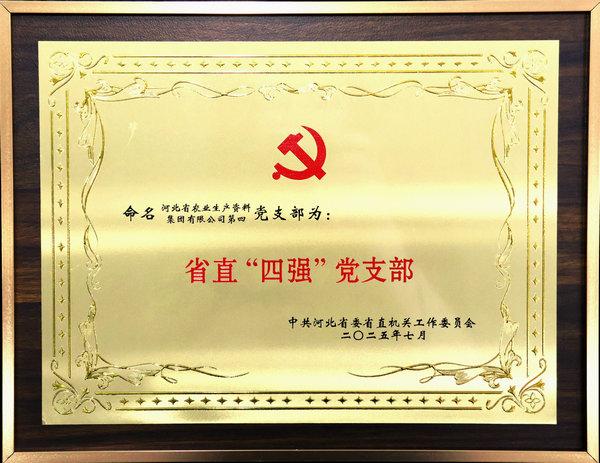 命名 河北省农业生产资料 党支部为：
集团有限公司第四
省直“四强”党支部
中共河北省委省直机关工作委员会
二〇二五年七月